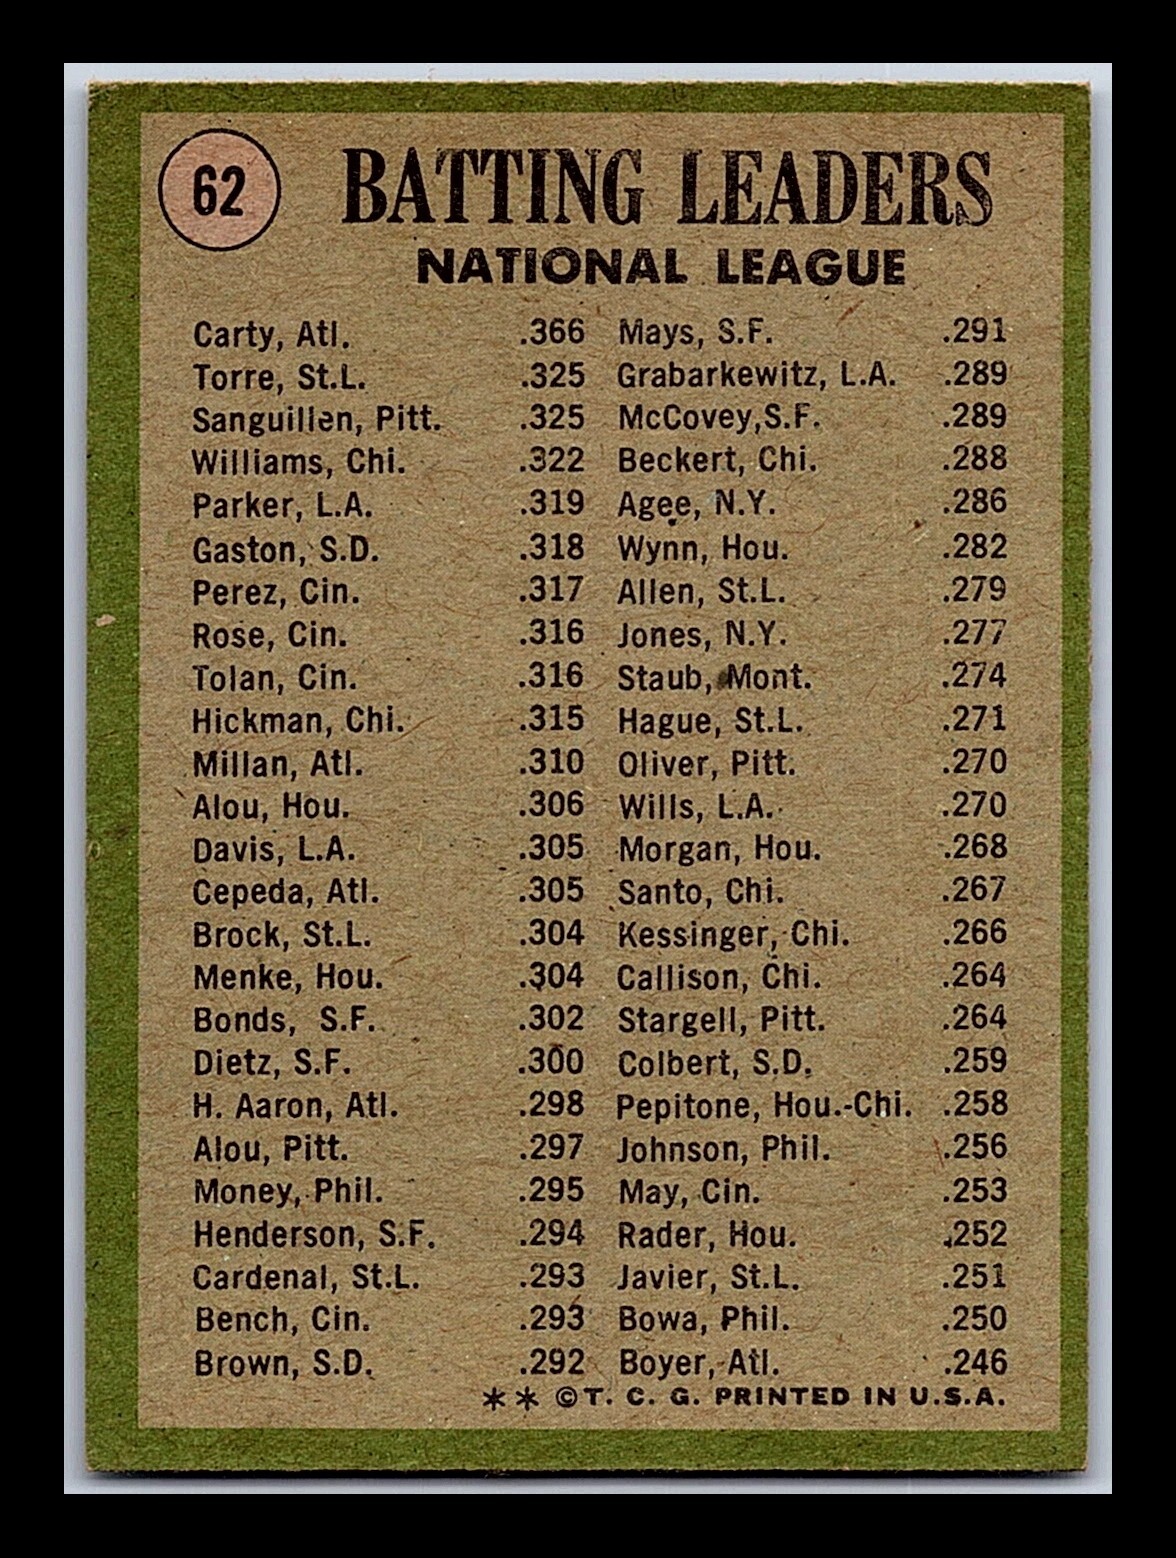 62
BATTING LEADERS
NATIONAL LEAGUE
Carty, Atl. .366
Torre, St.L. .325
Sanguillen, Pitt. .325
Williams, Chi. .322
Parker, L.A. .319
Gaston, S.D. .318
Perez, Cin. .317
Rose, Cin. .316
Tolan, Cin. .316
Hickman, Chi. .315
Millan, Atl. .310
Alou, Hou. .306
Davis, L.A. .305
Cepeda, Atl. .305
Brock, St.L. .304
Menke, Hou. .304
Bonds, S.F. .302
Dietz, S.F. .300
H. Aaron, Atl. .298
Alou, Pitt. .297
Money, Phil. .295
Henderson, S.F. .294
Cardenal, St.L. .293
Bench, Cin. .293
Brown, S.D. .292
Mays, S.F. .291
Grabarkewitz, L.A. .289
McCovey,S.F. .289
Beckert, Chi. .288
Agee, N.Y. .286
Wynn, Hou. .282
Allen, St.L. .279
Jones, N.Y. .277
Staub, Mont. .274
Hague, St.L. .271
Oliver, Pitt. .270
Wills, L.A. .270
Morgan, Hou. .268
Santo, Chi. .267
Kessinger, Chi. .266
Callison, Chi. .264
Stargell, Pitt. .264
Colbert, S.D. .259
Pepitone, Hou.-Chi. .258
Johnson, Phil. .256
May, Cin. .253
Rader, Hou. .252
Javier, St.L. .251
Bowa, Phil. .250
Boyer, Atl. .246
** ©T. C. G. PRINTED IN U.S.A.